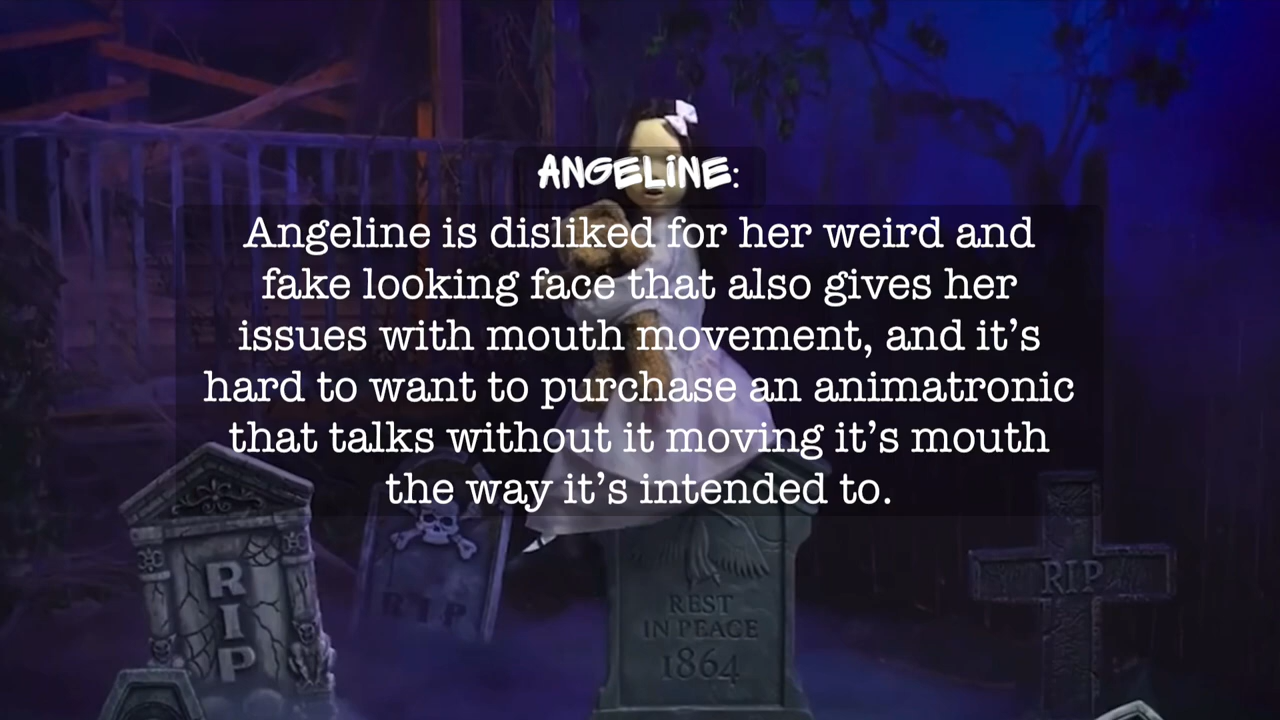 ANGELINE:
Angeline is disliked for her weird and
fake looking face that also gives her
issues with mouth movement, and it's
hard to want to purchase an animatronic
that talks without it moving it's mouth
the way it's intended to.
RIP
RIP
REST
IN PEACE
1864
RIP